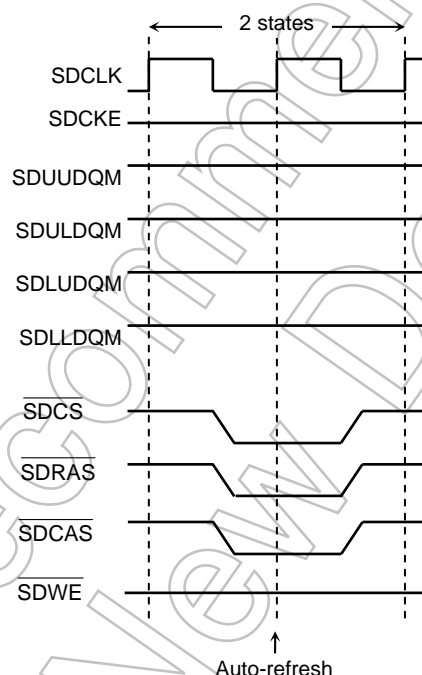 2 states
SDCLK
SDCKE
SDUUDQM
SDULDQM
SDLUDQM
SDLLDQM
SDCS
SDRAS
SDCAS
SDWE
Auto-refresh